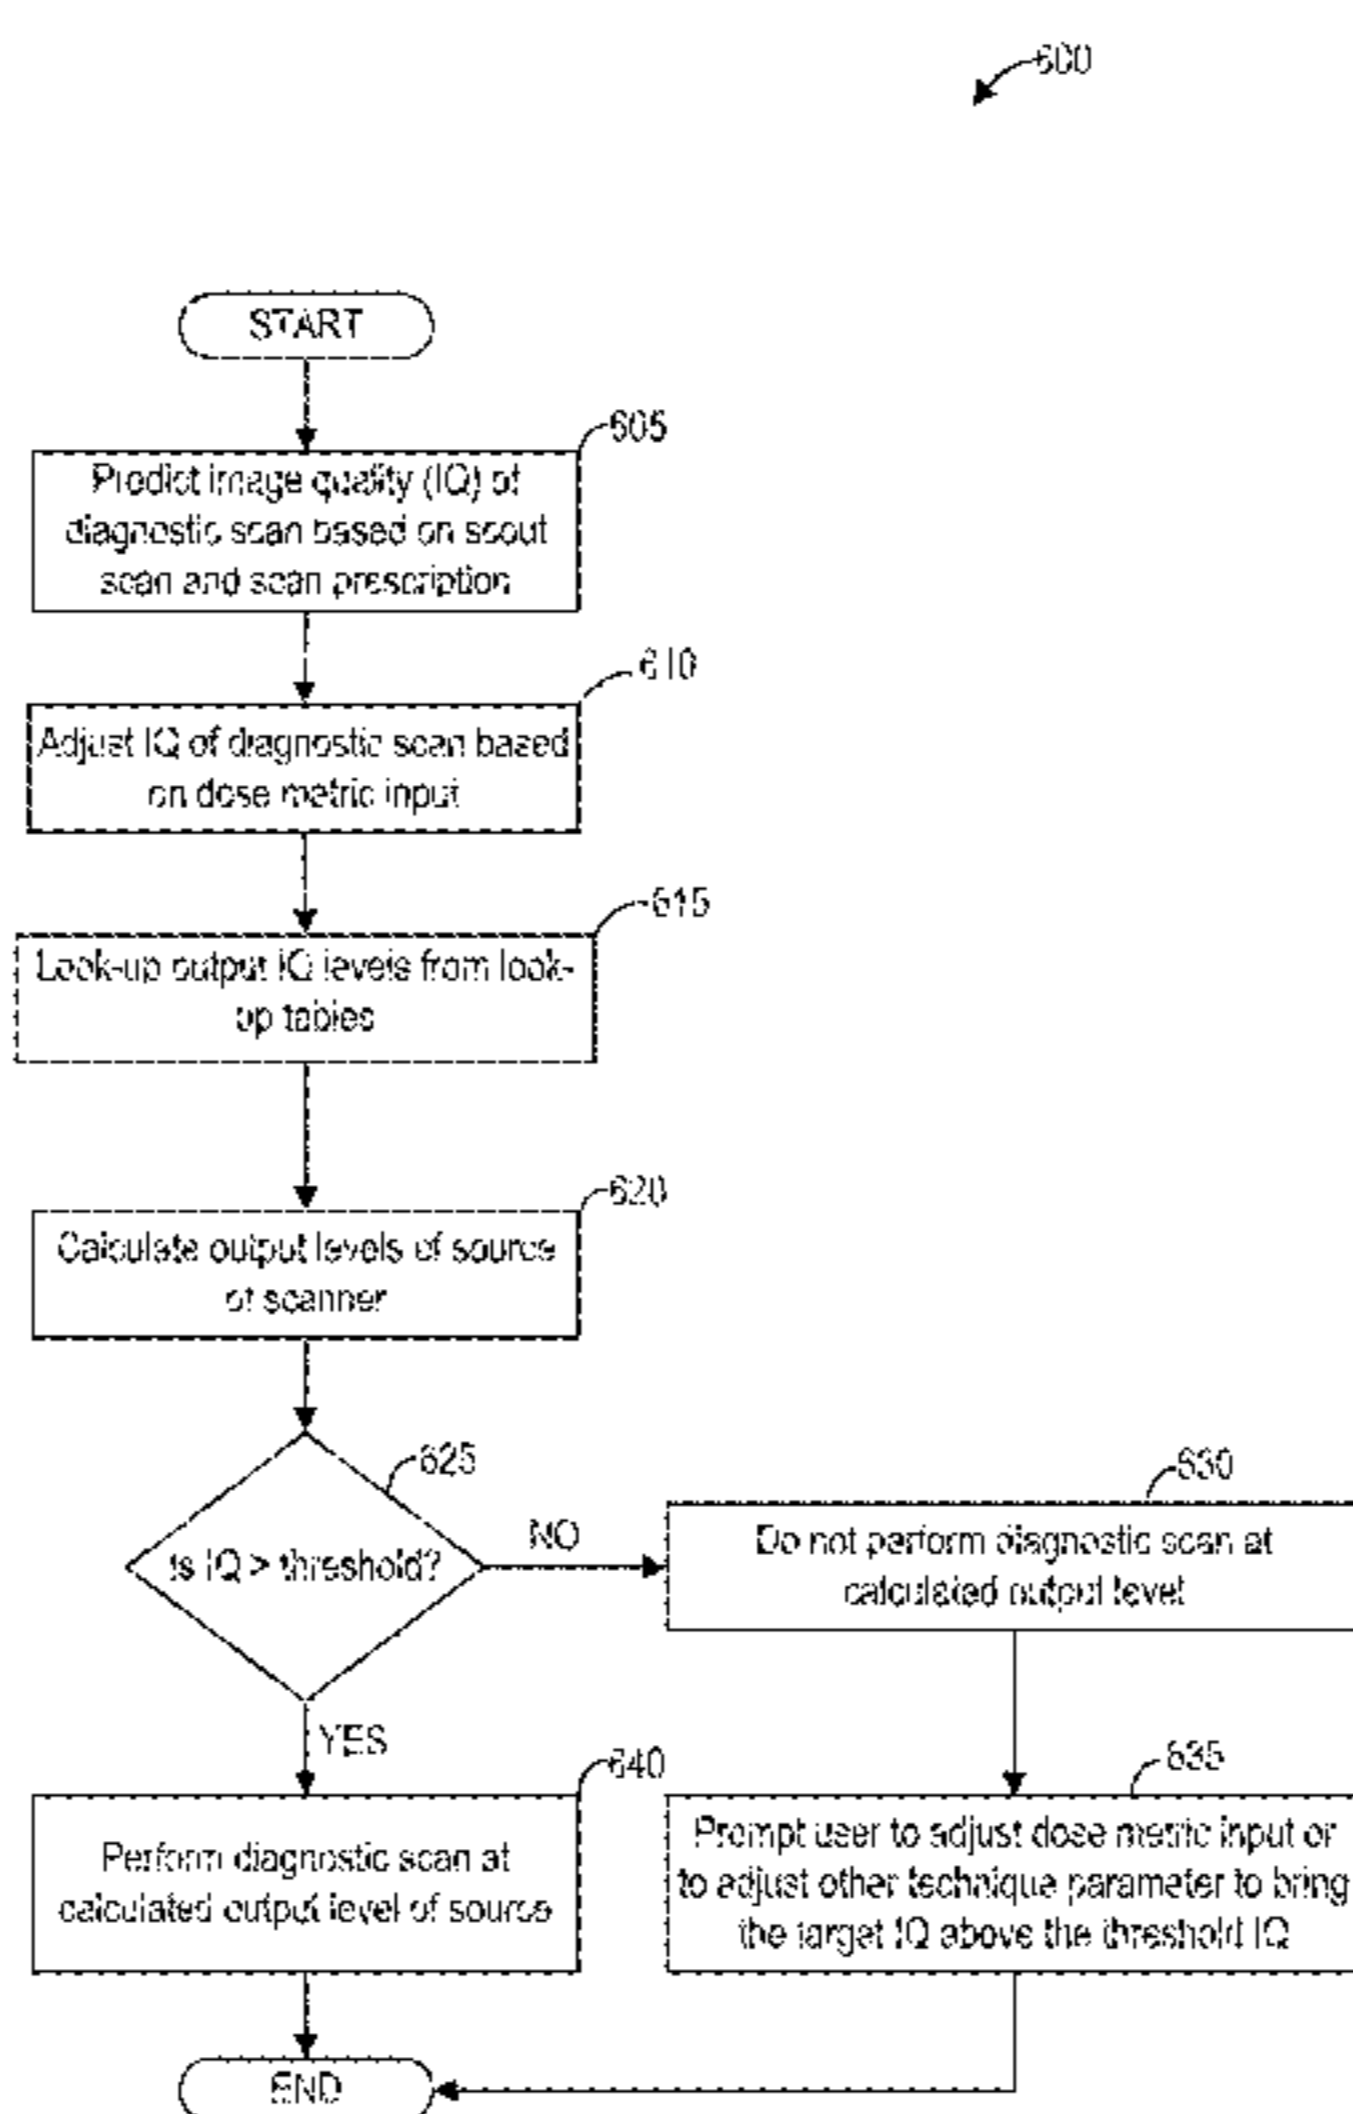 600
START
605
Predict image quality (IQ) of
diagnostic scan based on scout
scan and scan prescription
610
Adjust IQ of diagnostic scan based
on dose metric input
615
Look-up output IQ levels from look-
up tables
620
Calculate output levels of source
of scanner
625
Is IQ > threshold?
NO
630
Do not perform diagnostic scan at
calculated output level
YES
640
Perform diagnostic scan at
calculated output level of source
635
Prompt user to adjust dose metric input or
to adjust other technique parameter to bring
the target IQ above the threshold IQ
END